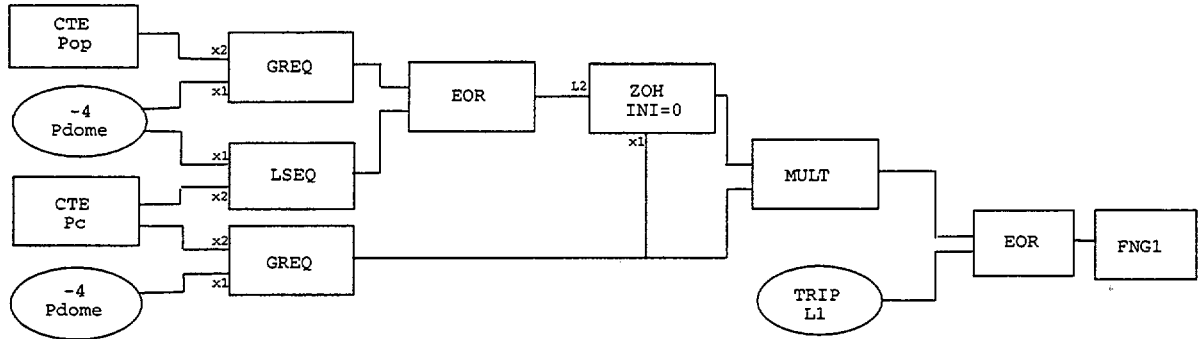 CTE
Pop
x2
GREQ
x1
-4
Pdome
EOR
L2
ZOH
INI=0
x1
x1
LSEQ
x2
CTE
Pc
MULT
x2
GREQ
x1
-4
Pdome
EOR
FNG1
TRIP
L1